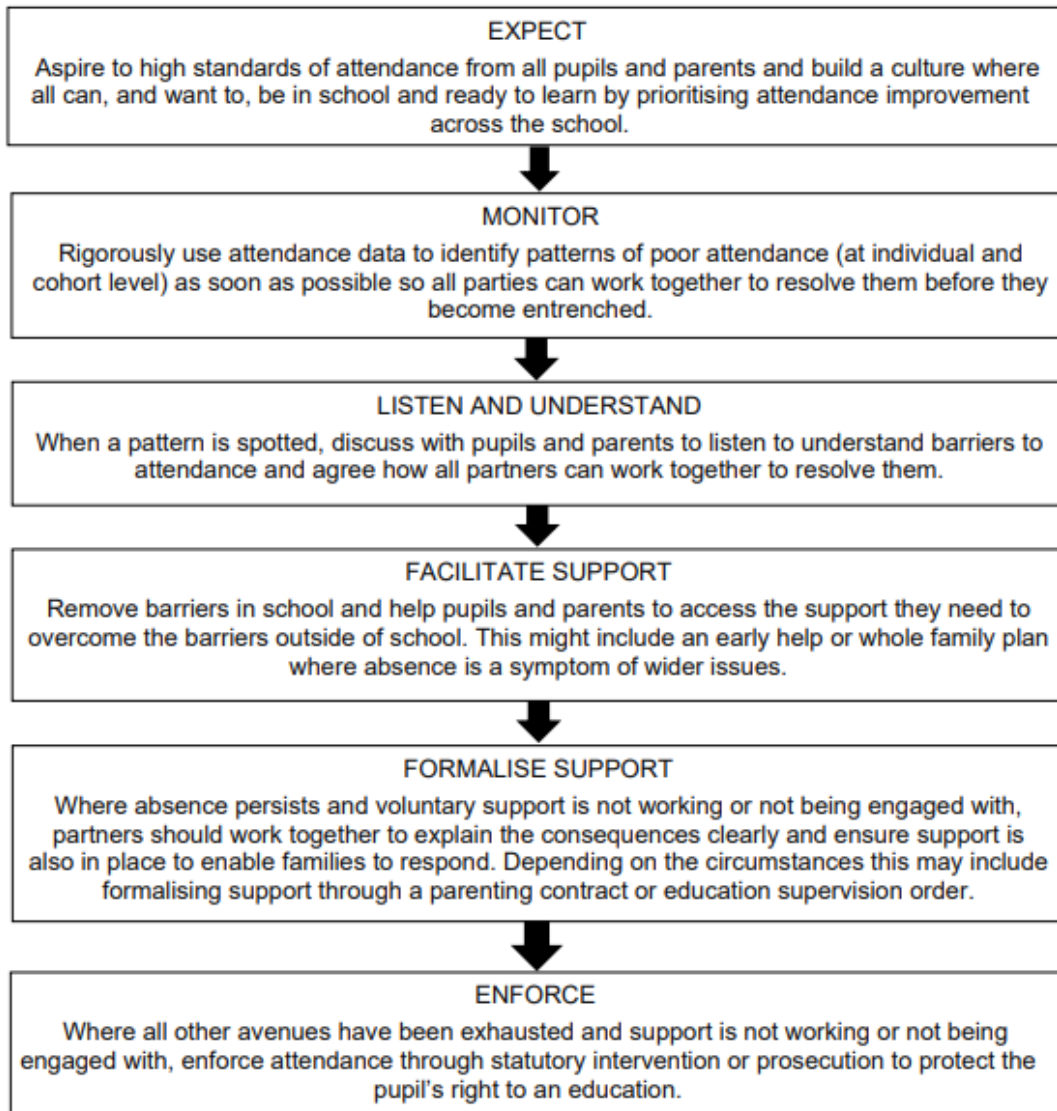 EXPECT
Aspire to high standards of attendance from all pupils and parents and build a culture where
all can, and want to, be in school and ready to learn by prioritising attendance improvement
across the school.
MONITOR
Rigorously use attendance data to identify patterns of poor attendance (at individual and
cohort level) as soon as possible so all parties can work together to resolve them before they
become entrenched.
LISTEN AND UNDERSTAND
When a pattern is spotted, discuss with pupils and parents to listen to understand barriers to
attendance and agree how all partners can work together to resolve them.
FACILITATE SUPPORT
Remove barriers in school and help pupils and parents to access the support they need to
overcome the barriers outside of school. This might include an early help or whole family plan
where absence is a symptom of wider issues.
FORMALISE SUPPORT
Where absence persists and voluntary support is not working or not being engaged with,
partners should work together to explain the consequences clearly and ensure support is
also in place to enable families to respond. Depending on the circumstances this may include
formalising support through a parenting contract or education supervision order.
ENFORCE
Where all other avenues have been exhausted and support is not working or not being
engaged with, enforce attendance through statutory intervention or prosecution to protect the
pupil's right to an education.